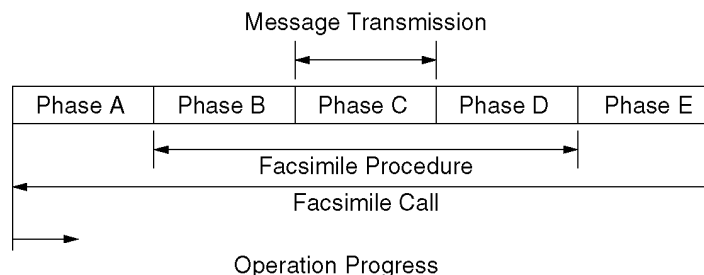 Message Transmission
Phase A Phase B Phase C Phase D Phase E
Facsimile Procedure
Facsimile Call
Operation Progress